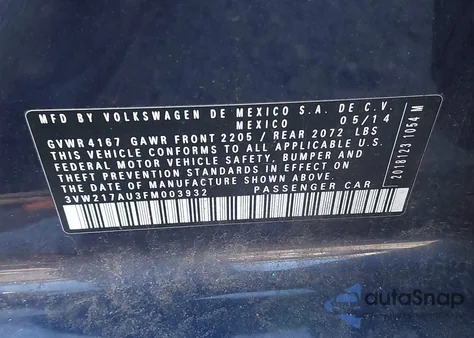 MFD BY VOLKSWAGEN DE MEXICO S.A. DE C.V.
MEXICO 05/14
GVWR4167 GAWR FRONT 2205 / REAR 2072 LBS
THIS VEHICLE CONFORMS TO ALL APPLICABLE U.S.
FEDERAL MOTOR VEHICLE SAFETY, BUMPER AND
THEFT PREVENTION STANDARDS IN EFFECT ON
THE DATE OF MANUFACTURE SHOWN ABOVE.
3VW217AU3FM003932 PASSENGER CAR
2018123 1054 M
autoSnap